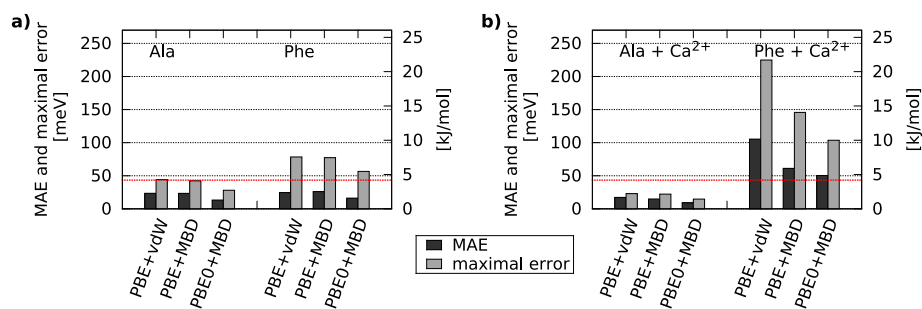 a)
MAE and maximal error
[meV]
250
200
150
100
50
0
Ala
Phe
25
20
15
10
5
0
[kJ/mol]
PBE+vdW
PBE+MBD
PBE0+MBD
PBE+vdW
PBE+MBD
PBE0+MBD
b)
MAE and maximal error
[meV]
250
200
150
100
50
0
Ala + Ca²⁺
Phe + Ca²⁺
25
20
15
10
5
0
[kJ/mol]
PBE+vdW
PBE+MBD
PBE0+MBD
PBE+vdW
PBE+MBD
PBE0+MBD
MAE
maximal error